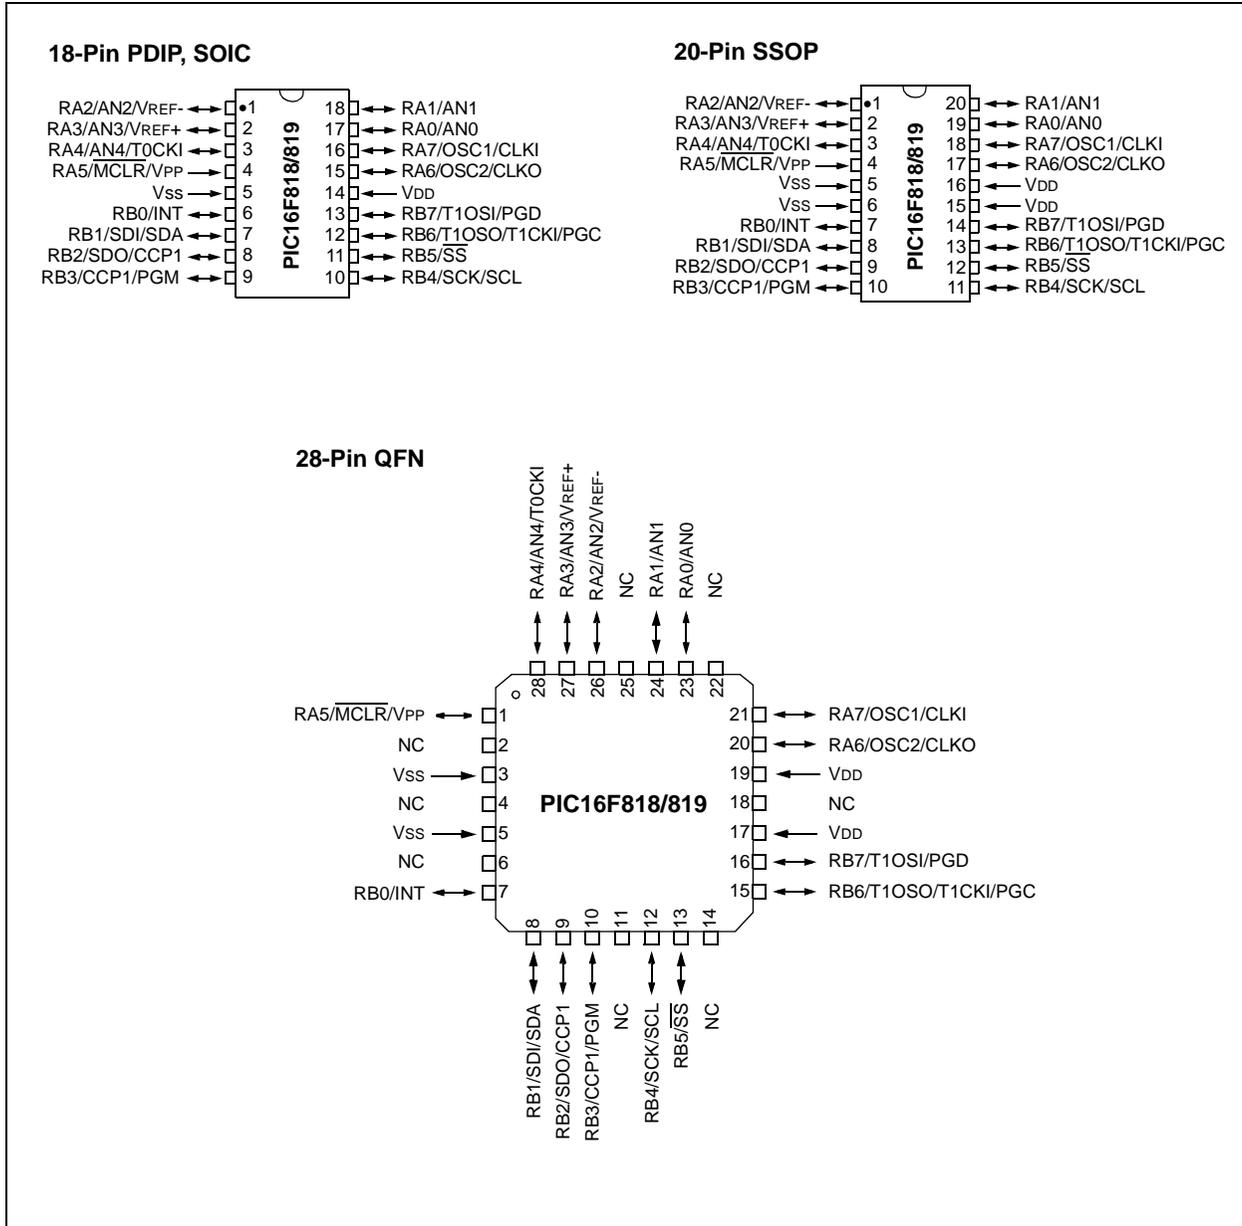 18-Pin PDIP, SOIC
RA2/AN2/VREF- 1 18 RA1/AN1
RA3/AN3/VREF+ 2 17 RA0/AN0
RA4/AN4/T0CKI 3 16 RA7/OSC1/CLKI
RA5/MCLR/VPP 4 15 RA6/OSC2/CLKO
VSS 5 14 VDD
RB0/INT 6 13 RB7/T1OSI/PGD
RB1/SDI/SDA 7 12 RB6/T1OSO/T1CKI/PGC
RB2/SDO/CCP1 8 11 RB5/SS
RB3/CCP1/PGM 9 10 RB4/SCK/SCL
PIC16F818/819
20-Pin SSOP
RA2/AN2/VREF- 1 20 RA1/AN1
RA3/AN3/VREF+ 2 19 RA0/AN0
RA4/AN4/T0CKI 3 18 RA7/OSC1/CLKI
RA5/MCLR/VPP 4 17 RA6/OSC2/CLKO
VSS 5 16 VDD
VSS 6 15 VDD
RB0/INT 7 14 RB7/T1OSI/PGD
RB1/SDI/SDA 8 13 RB6/T1OSO/T1CKI/PGC
RB2/SDO/CCP1 9 12 RB5/SS
RB3/CCP1/PGM 10 11 RB4/SCK/SCL
PIC16F818/819
28-Pin QFN
RA4/AN4/T0CKI 28
RA3/AN3/VREF+ 27
RA2/AN2/VREF- 26
NC 25
RA1/AN1 24
RA0/AN0 23
NC 22
RA5/MCLR/VPP 1
NC 2
VSS 3
NC 4
VSS 5
NC 6
RB0/INT 7
PIC16F818/819
21 RA7/OSC1/CLKI
20 RA6/OSC2/CLKO
19 VDD
18 NC
17 VDD
16 RB7/T1OSI/PGD
15 RB6/T1OSO/T1CKI/PGC
8 RB1/SDI/SDA
9 RB2/SDO/CCP1
10 RB3/CCP1/PGM
11 NC
12 RB4/SCK/SCL
13 RB5/SS
14 NC